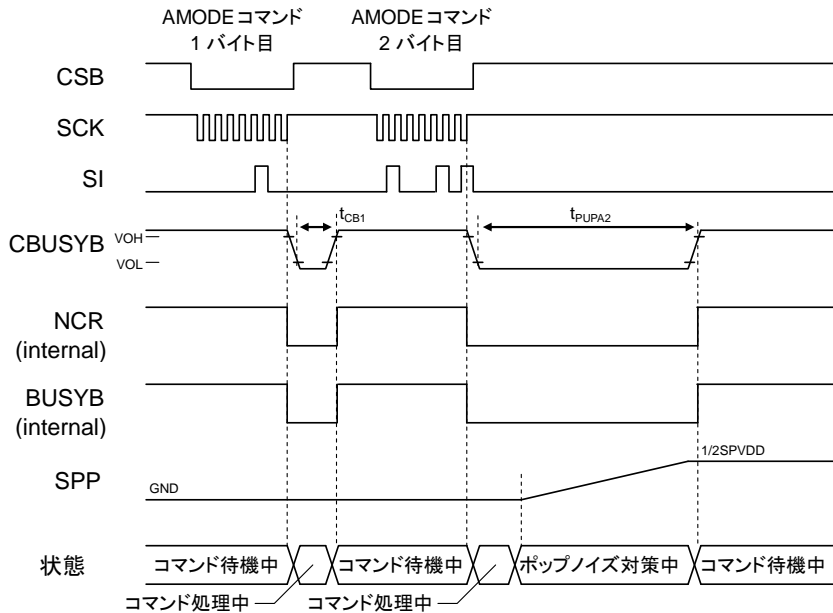 AMODEコマンド
1 バイト目
AMODEコマンド
2 バイト目
CSB
SCK
SI
CBUSYB
VOH
VOL
tCB1
tPUPA2
NCR
(internal)
BUSYB
(internal)
SPP
GND
1/2SPVDD
状態
コマンド待機中
コマンド待機中
ポップノイズ対策中
コマンド待機中
コマンド処理中
コマンド処理中